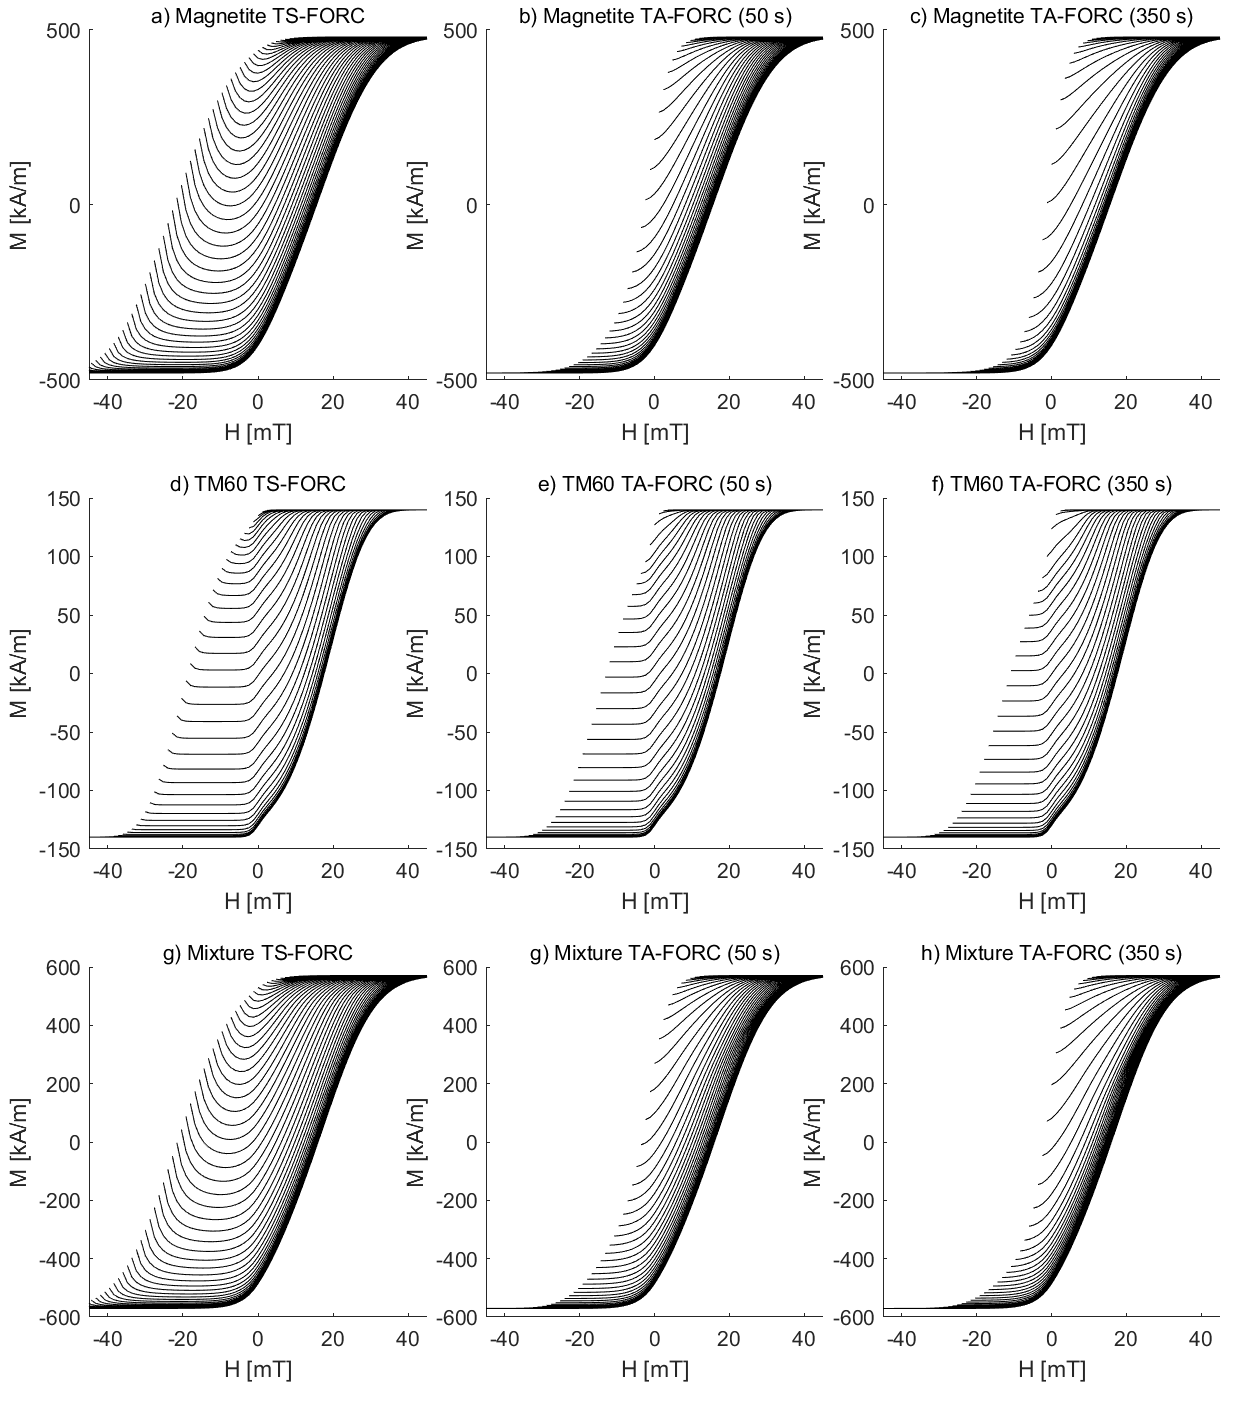 a) Magnetite TS-FORC
b) Magnetite TA-FORC (50 s)
c) Magnetite TA-FORC (350 s)
500
0
-500
M [kA/m]
-40 -20 0 20 40
H [mT]
500
0
-500
M [kA/m]
-40 -20 0 20 40
H [mT]
500
0
-500
M [kA/m]
-40 -20 0 20 40
H [mT]
d) TM60 TS-FORC
e) TM60 TA-FORC (50 s)
f) TM60 TA-FORC (350 s)
150
100
50
0
-50
-100
-150
M [kA/m]
-40 -20 0 20 40
H [mT]
150
100
50
0
-50
-100
-150
M [kA/m]
-40 -20 0 20 40
H [mT]
150
100
50
0
-50
-100
-150
M [kA/m]
-40 -20 0 20 40
H [mT]
g) Mixture TS-FORC
g) Mixture TA-FORC (50 s)
h) Mixture TA-FORC (350 s)
600
400
200
0
-200
-400
-600
M [kA/m]
-40 -20 0 20 40
H [mT]
600
400
200
0
-200
-400
-600
M [kA/m]
-40 -20 0 20 40
H [mT]
600
400
200
0
-200
-400
-600
M [kA/m]
-40 -20 0 20 40
H [mT]